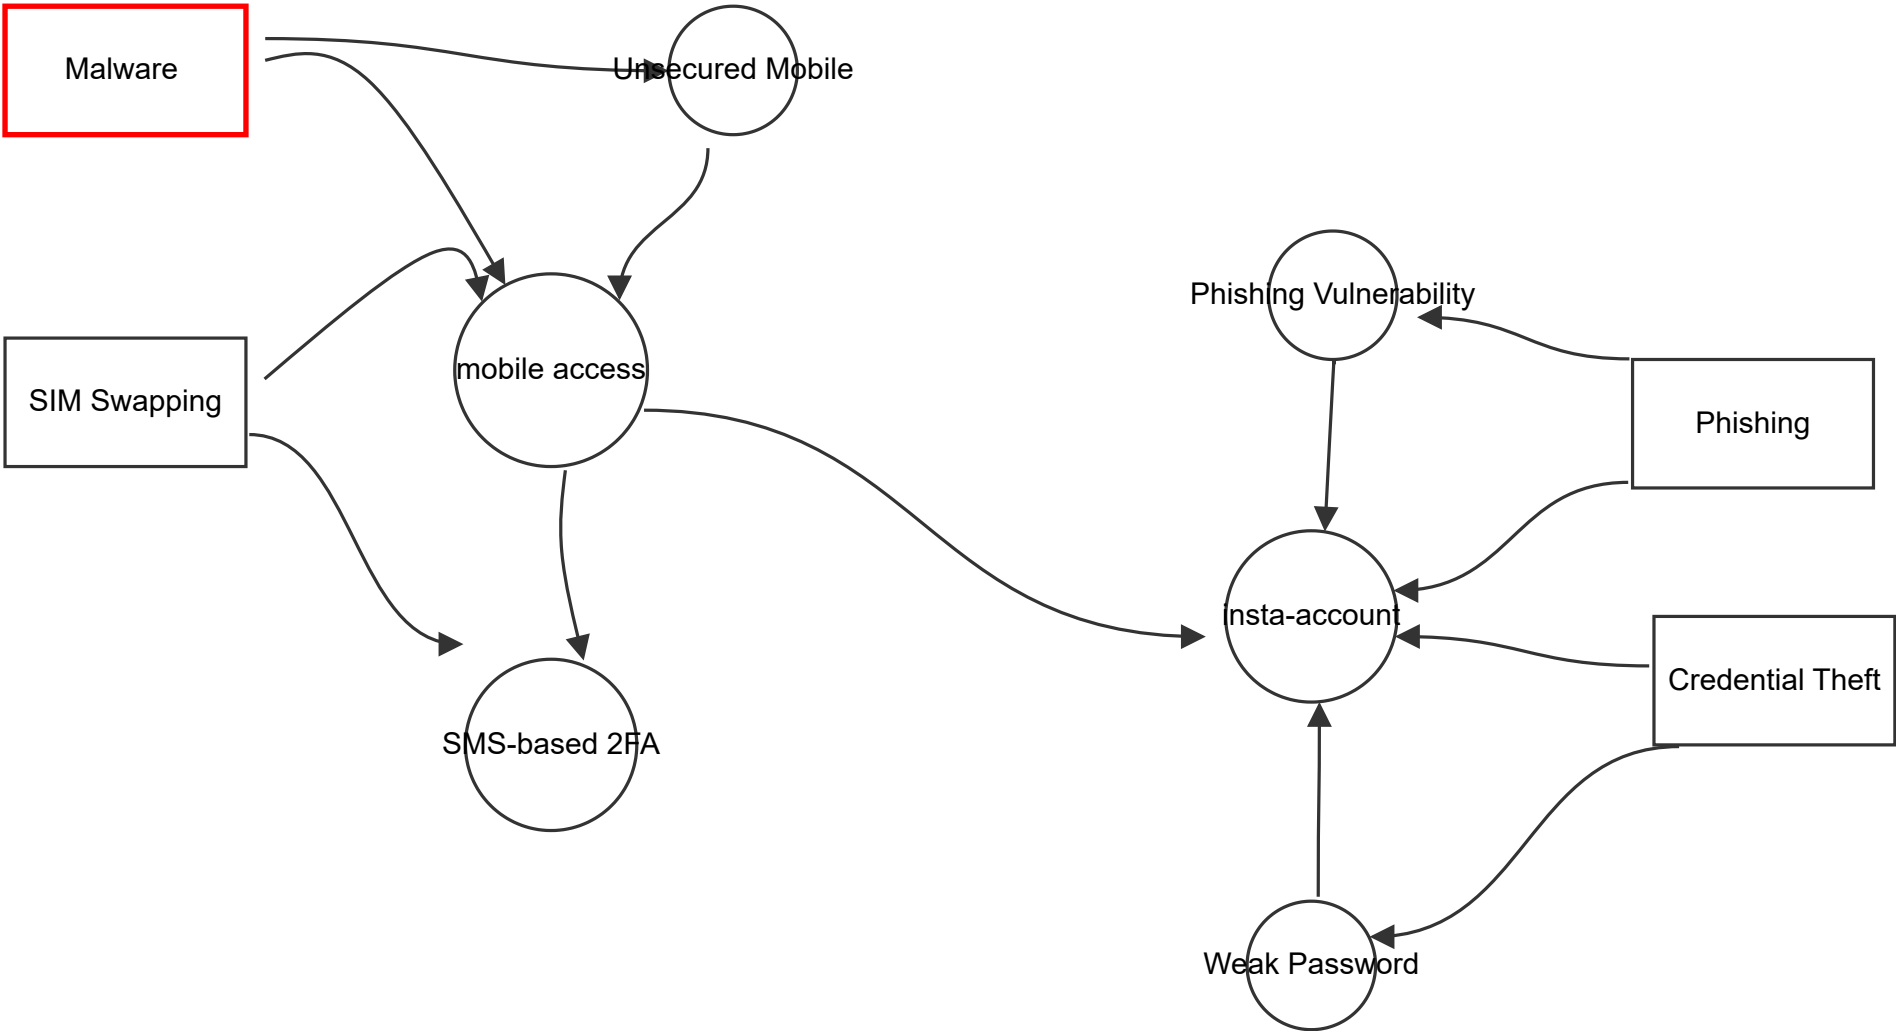 Malware
Unsecured Mobile
Phishing Vulnerability
mobile access
SIM Swapping
Phishing
insta-account
Credential Theft
SMS-based 2FA
Weak Password